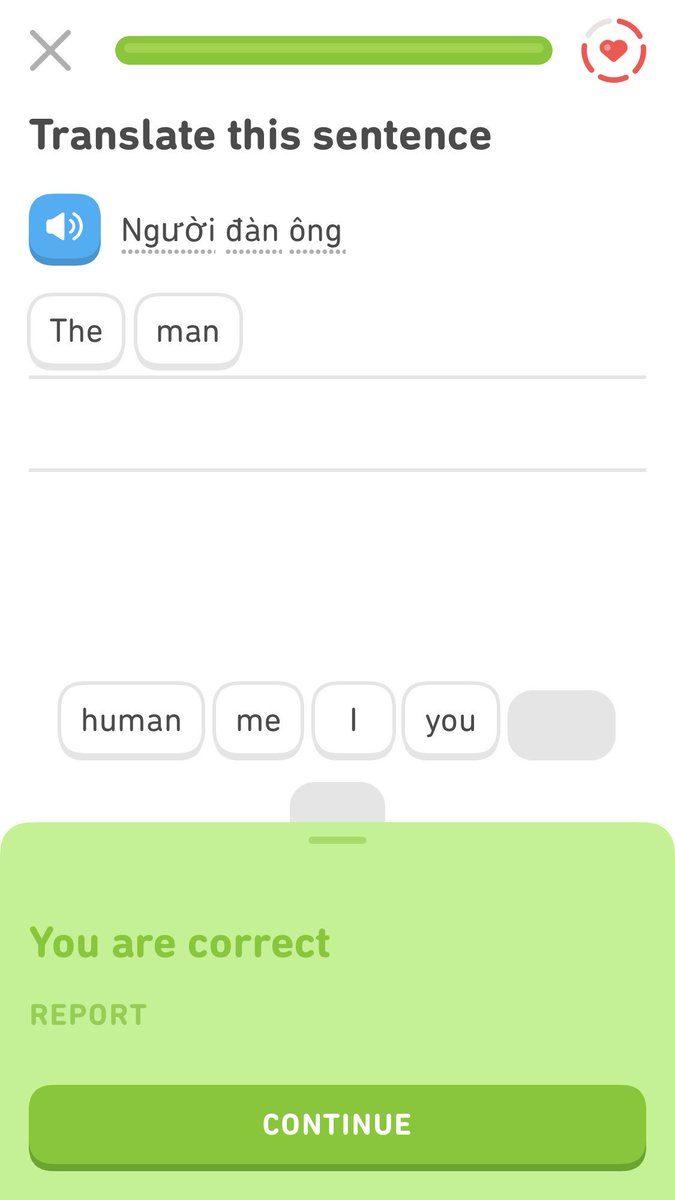 Translate this sentence
Người đàn ông
The man
human me I you
You are correct
REPORT
CONTINUE